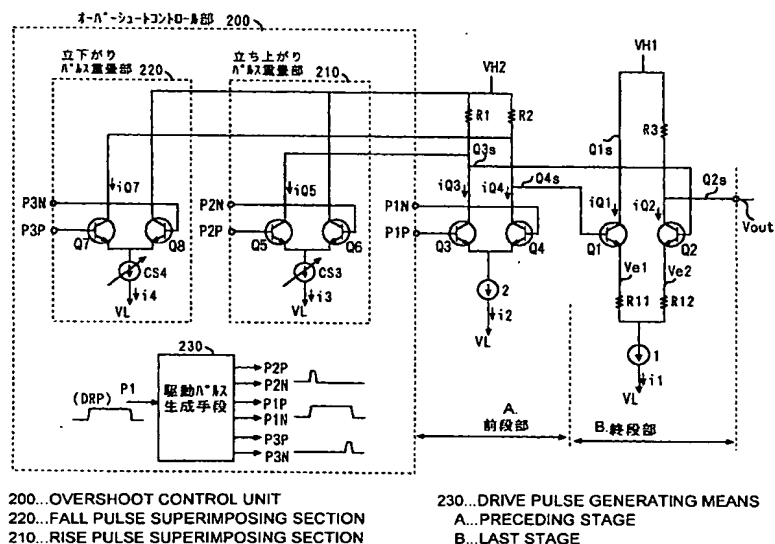 オーバーシュートコントロール部 200
立下がり
パルス重畳部 220
立ち上がり
パルス重畳部 210
VH2
VH1
R1
R2
R3
Q3s
Q1s
iQ7
iQ5
iQ3
iQ4
Q4s
iQ1
iQ2
Q2s
P3N
P2N
P1N
Vout
P3P
P2P
P1P
Q7
Q8
Q5
Q6
Q3
Q4
Q1
Q2
Ve1
Ve2
CS4
CS3
2
R11
R12
i4
i3
i2
VL
VL
VL
1
i1
VL
230
P1
(DRP)
駆動パルス
生成手段
P2P
P2N
P1P
P1N
P3P
P3N
A.
前段部
B.終段部
200...OVERSHOOT CONTROL UNIT
220...FALL PULSE SUPERIMPOSING SECTION
210...RISE PULSE SUPERIMPOSING SECTION
230...DRIVE PULSE GENERATING MEANS
A...PRECEDING STAGE
B...LAST STAGE